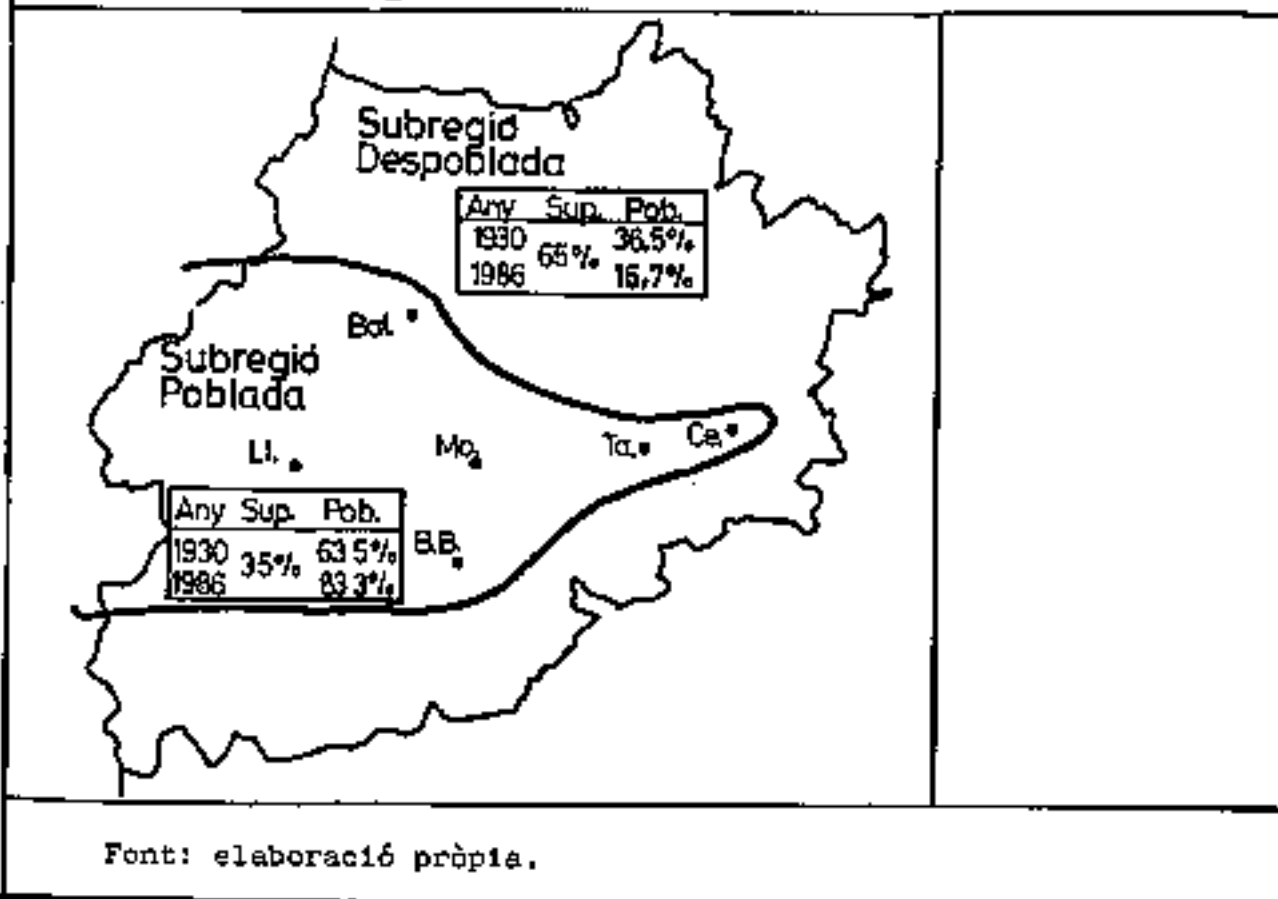 Subregió
Despoblada
Any Sup. Pob.
1930 36,5%
65%
1986 16,7%
Bal.
Subregió
Poblada
Ll.
Mo.
Ta.
Ce.
Any Sup. Pob.
1930 63 5%
35%
1986 83 3%
B.B.
Font: elaboració pròpia.